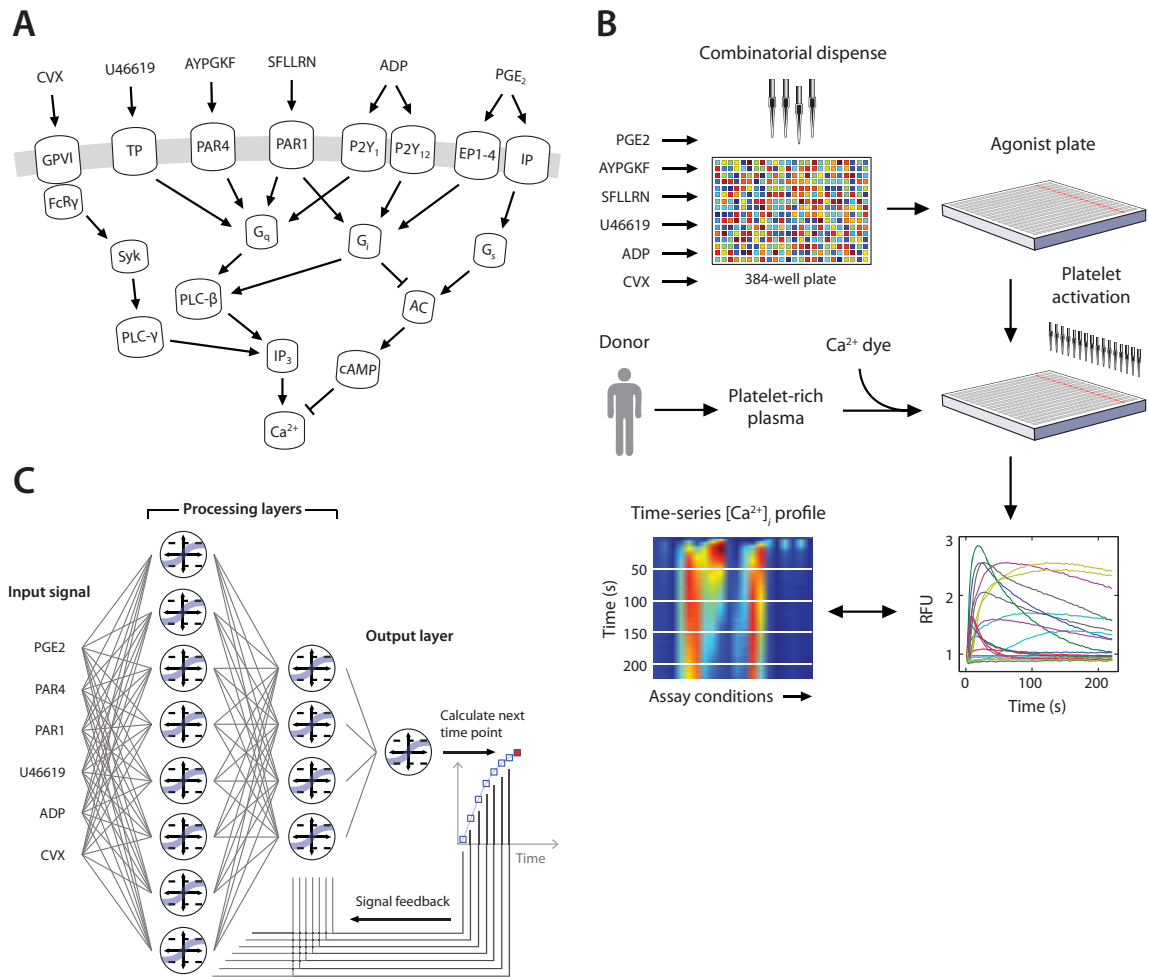 A
CVX
U46619
AYPGKF
SFLLRN
ADP
PGE₂
GPVI
TP
PAR4
PAR1
P2Y₁
P2Y₁₂
EP1-4
IP
FcRγ
Gq
Gᵢ
Gₛ
Syk
PLC-β
AC
PLC-γ
IP₃
cAMP
Ca²⁺
B
Combinatorial dispense
PGE2
AYPGKF
SFLLRN
U46619
ADP
CVX
384-well plate
Agonist plate
Platelet
activation
Donor
Ca²⁺ dye
Platelet-rich
plasma
Time-series [Ca²⁺]ᵢ profile
Time (s)
50
100
150
200
Assay conditions
RFU
3
2
1
0
200
Time (s)
C
Processing layers
Input signal
PGE2
PAR4
PAR1
U46619
ADP
CVX
Output layer
Calculate next
time point
Time
Signal feedback